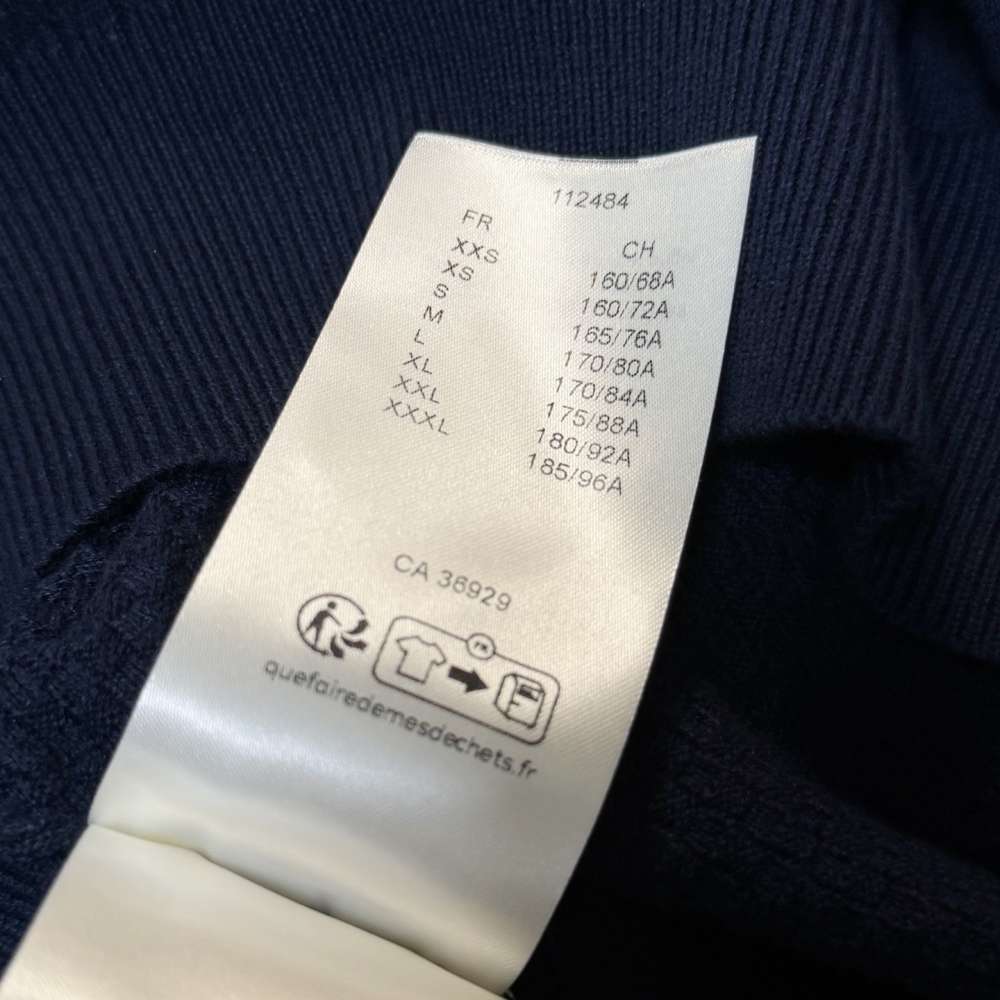 112484
FR CH
XXS 160/68A
XS 160/72A
S 165/76A
M 170/80A
L 170/84A
XL 175/88A
XXL 180/92A
XXXL 185/96A
CA 36929
FR
quefairedemesdechets.fr